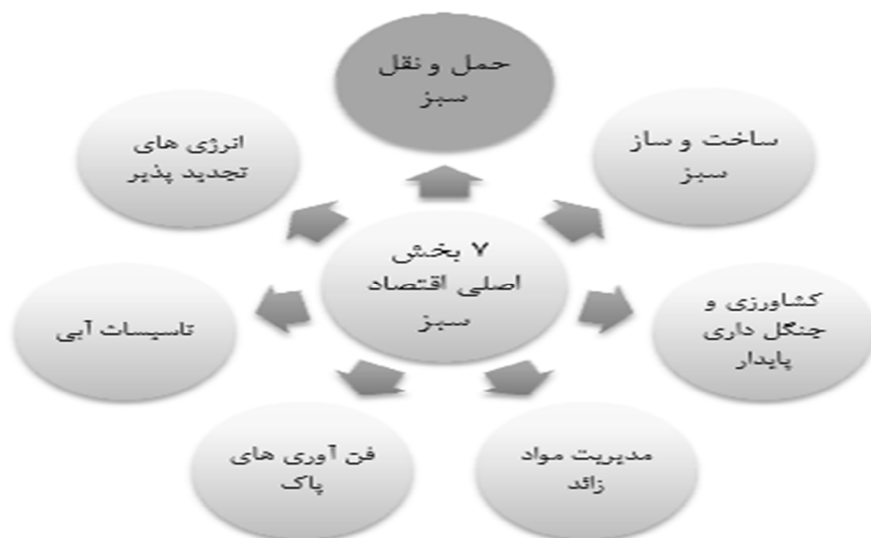 حمل و نقل
سبز
ساخت و ساز
سبز
کشاورزی و
جنگل داری
پایدار
مدیریت مواد
زائد
فن آوری های
پاک
تاسیسات آبی
انرژی های
تجدید پذیر
۷ بخش
اصلی اقتصاد
سبز